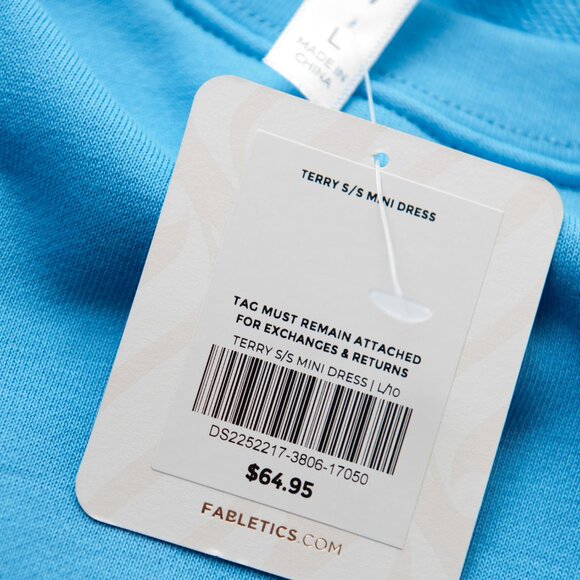 L
MADE IN
CHINA
TERRY S/S MINI DRESS
TAG MUST REMAIN ATTACHED
FOR EXCHANGES & RETURNS
TERRY S/S MINI DRESS | L/10
DS2252217-3806-17050
$64.95
FABLETICS.COM